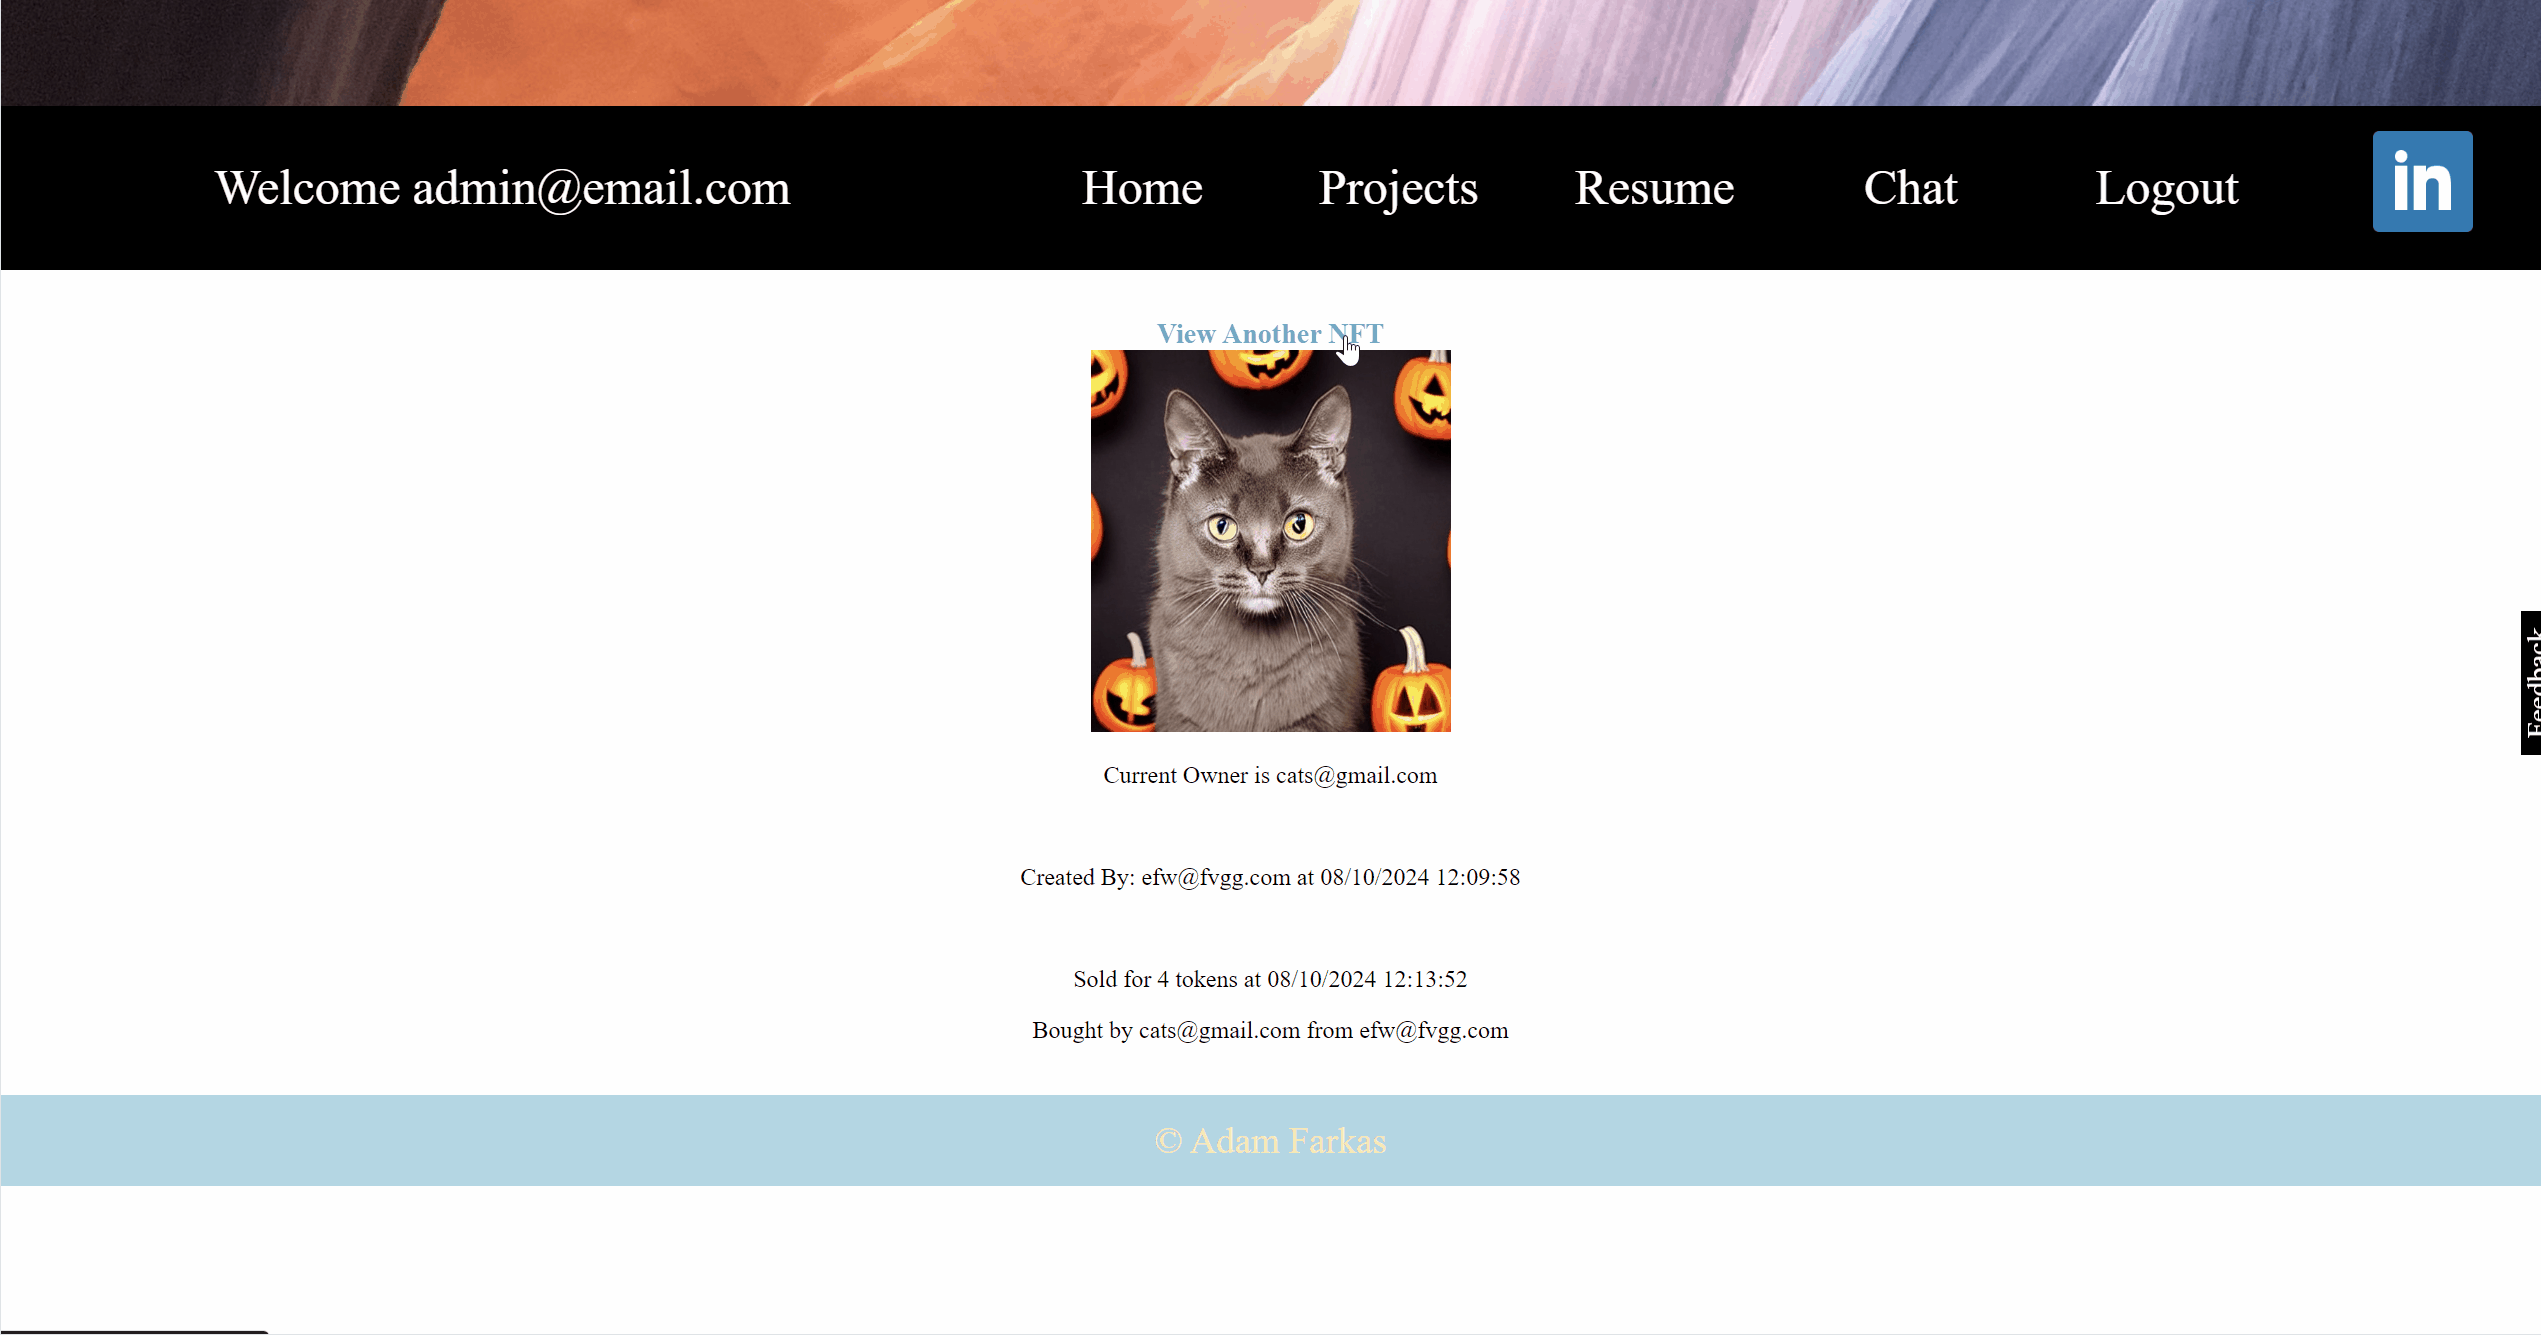 Welcome admin@email.com Home Projects Resume Chat Logout in
View Another NFT
Current Owner is cats@gmail.com
Created By: efw@fvgg.com at 08/10/2024 12:09:58
Sold for 4 tokens at 08/10/2024 12:13:52
Bought by cats@gmail.com from efw@fvgg.com
Feedback
© Adam Farkas